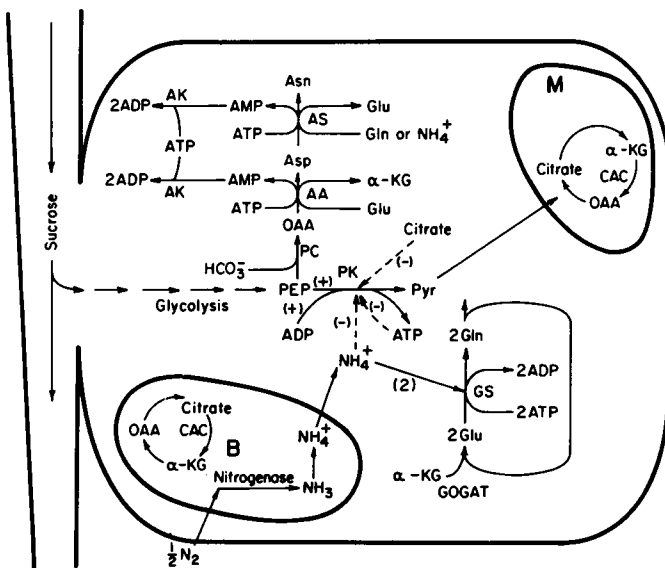 Asn
2ADP AK AMP Glu
ATP ATP AS Gln or NH₄⁺
Asp
2ADP AK AMP α-KG
ATP AA Glu
OAA
M
α-KG
Citrate CAC
OAA
Sucrose
Citrate
(-)
HCO₃⁻ PC
PK
Glycolysis PEP (+) Pyr
(+) (-)
ADP (-) ATP
NH₄⁺
(2)
2Gln
2ADP
GS
2ATP
2Glu
α-KG
GOGAT
Citrate
OAA CAC
α-KG
B
NH₄⁺
Nitrogenase
NH₃
½N₂